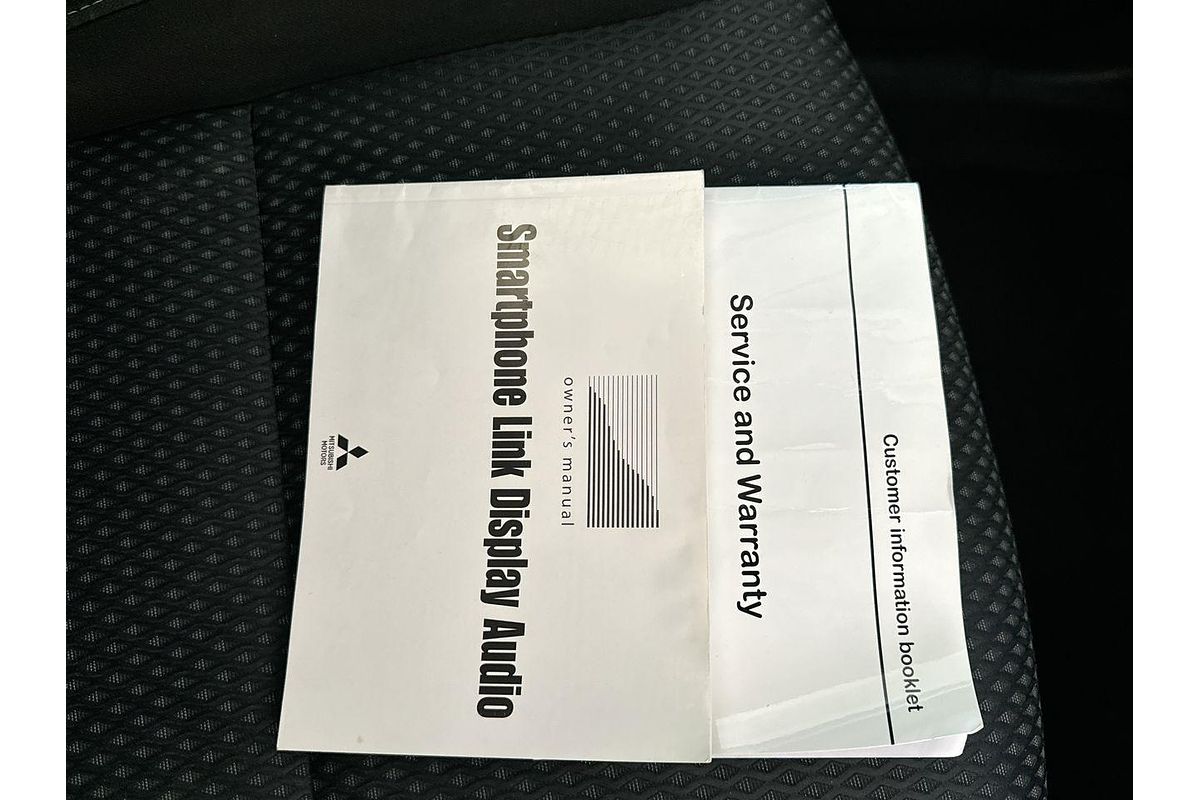 Customer information booklet
Service and Warranty
owner's manual
Smartphone Link Display Audio
MITSUBISHI
MOTORS